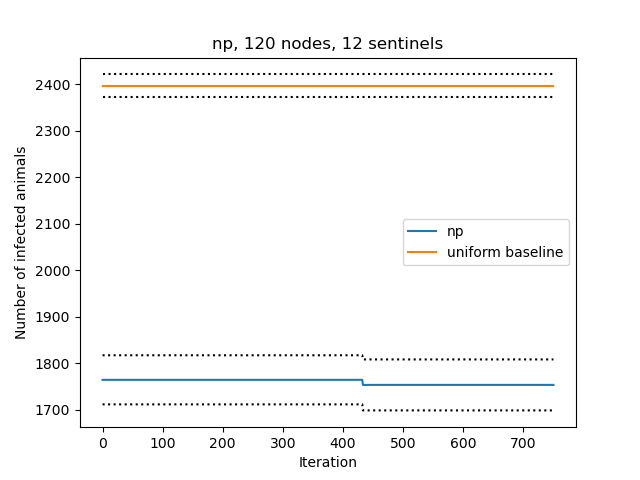 np, 120 nodes, 12 sentinels
Number of infected animals
2400
2300
2200
2100
2000
1900
1800
1700
np
uniform baseline
0 100 200 300 400 500 600 700
Iteration